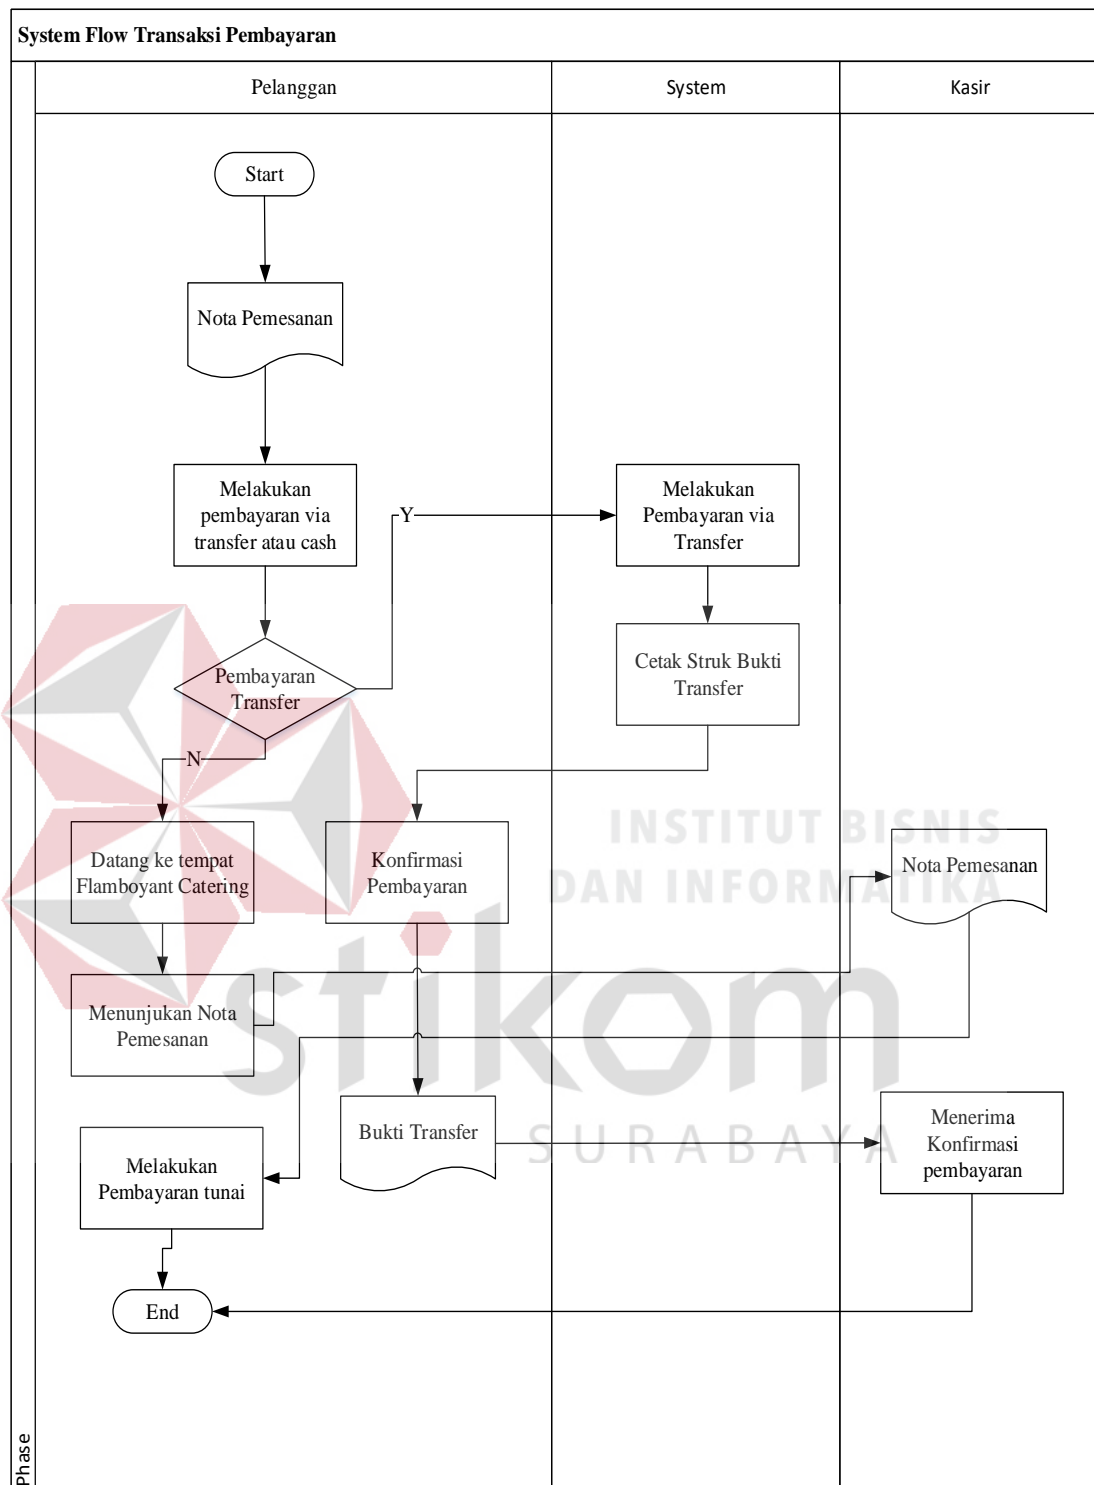 System Flow Transaksi Pembayaran
Pelanggan
System
Kasir
Start
Nota Pemesanan
Melakukan
pembayaran via
transfer atau cash
Y
Melakukan
Pembayaran via
Transfer
Pembayaran
Transfer
Cetak Struk Bukti
Transfer
N
Datang ke tempat
Flamboyant Catering
Konfirmasi
Pembayaran
INSTITUT BISNIS
DAN INFORMATIKA
Nota Pemesanan
stikom
SURABAYA
Menunjukan Nota
Pemesanan
Bukti Transfer
Menerima
Konfirmasi
pembayaran
Melakukan
Pembayaran tunai
End
Phase